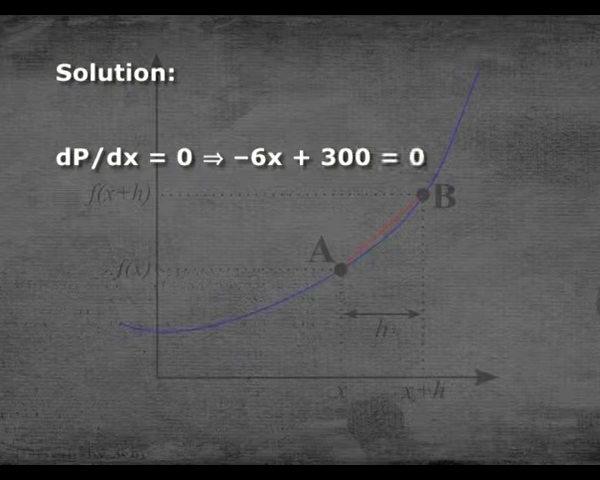 Solution:
dP/dx = 0 ⇒ –6x + 300 = 0
f(x+h)
B
A
f(x)
h
x
x+h